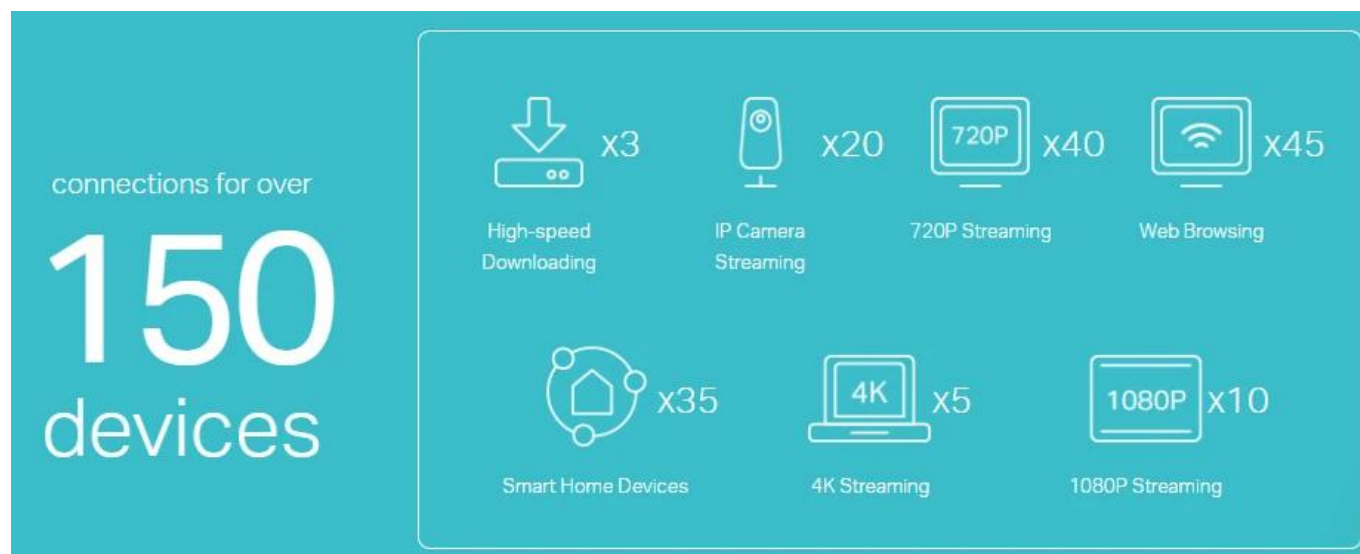 connections for over
150
devices
x3
High-speed
Downloading
x20
IP Camera
Streaming
720P
x40
720P Streaming
x45
Web Browsing
x35
Smart Home Devices
4K
x5
4K Streaming
1080P
x10
1080P Streaming